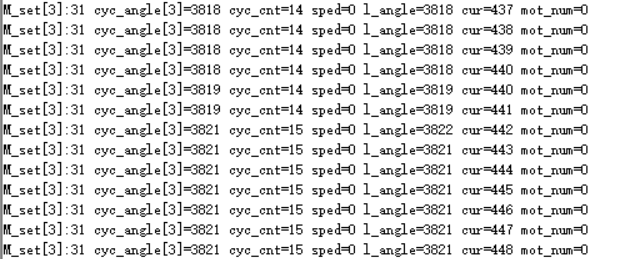 M_set[3]:31 cyc_angle[3]=3818 cyc_cnt=14 sped=0 l_angle=3818 cur=437 mot_num=0
M_set[3]:31 cyc_angle[3]=3818 cyc_cnt=14 sped=0 l_angle=3818 cur=438 mot_num=0
M_set[3]:31 cyc_angle[3]=3818 cyc_cnt=14 sped=0 l_angle=3818 cur=439 mot_num=0
M_set[3]:31 cyc_angle[3]=3818 cyc_cnt=14 sped=0 l_angle=3818 cur=440 mot_num=0
M_set[3]:31 cyc_angle[3]=3819 cyc_cnt=14 sped=0 l_angle=3819 cur=440 mot_num=0
M_set[3]:31 cyc_angle[3]=3819 cyc_cnt=14 sped=0 l_angle=3819 cur=441 mot_num=0
M_set[3]:31 cyc_angle[3]=3821 cyc_cnt=15 sped=0 l_angle=3822 cur=442 mot_num=0
M_set[3]:31 cyc_angle[3]=3821 cyc_cnt=15 sped=0 l_angle=3821 cur=443 mot_num=0
M_set[3]:31 cyc_angle[3]=3821 cyc_cnt=15 sped=0 l_angle=3821 cur=444 mot_num=0
M_set[3]:31 cyc_angle[3]=3821 cyc_cnt=15 sped=0 l_angle=3821 cur=445 mot_num=0
M_set[3]:31 cyc_angle[3]=3821 cyc_cnt=15 sped=0 l_angle=3821 cur=446 mot_num=0
M_set[3]:31 cyc_angle[3]=3821 cyc_cnt=15 sped=0 l_angle=3821 cur=447 mot_num=0
M_set[3]:31 cyc_angle[3]=3821 cyc_cnt=15 sped=0 l_angle=3821 cur=448 mot_num=0